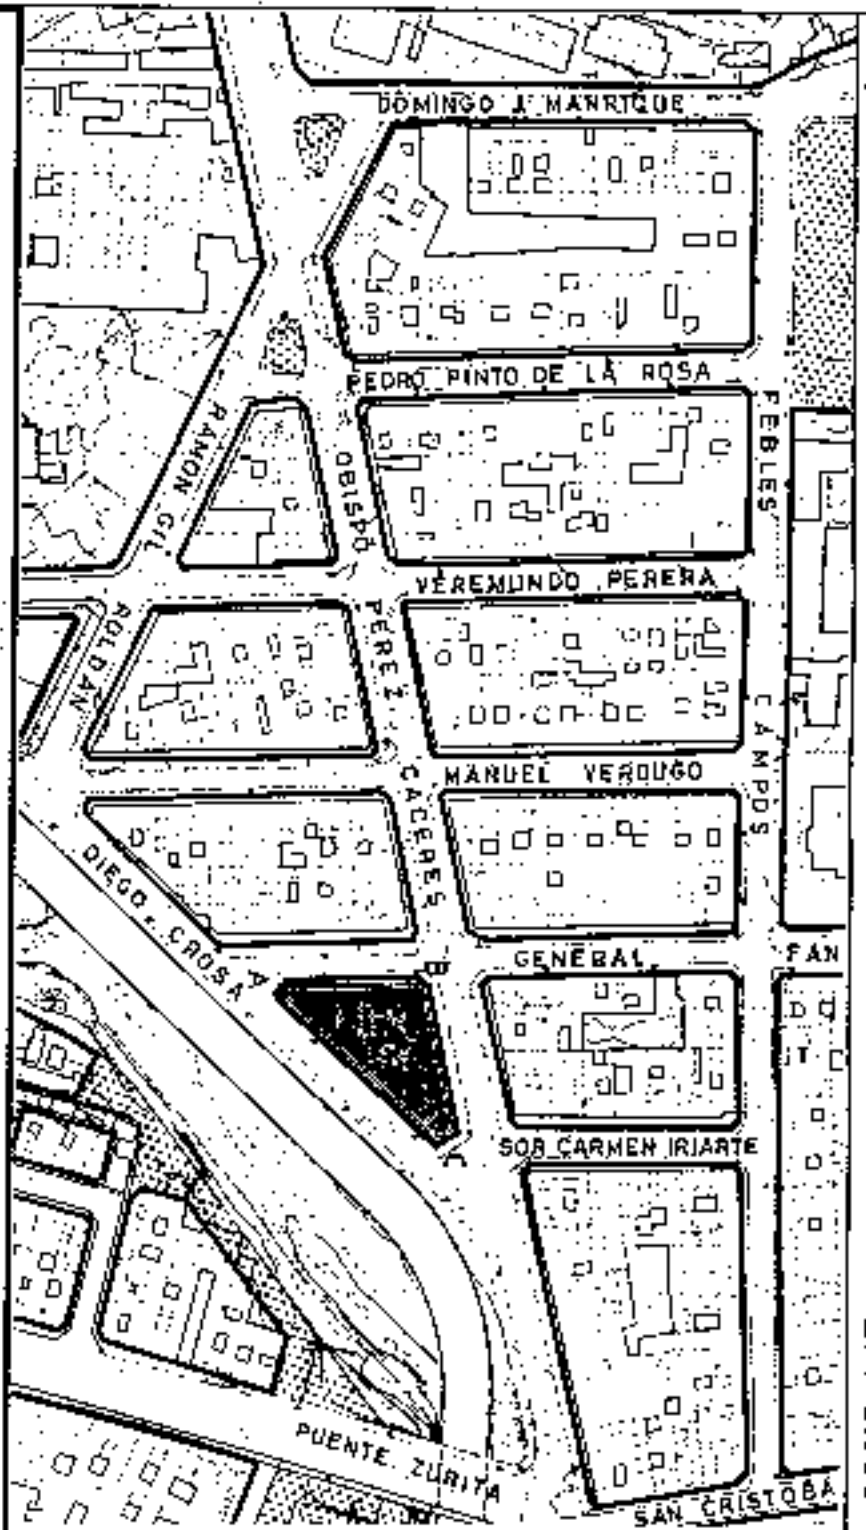 DOMINGO J MANRIQUE
PEDRO PINTO DE LA ROSA
RAMON GIL
ROLDAN
OBISPO
PEREZ
CACERES
FEBLES
CAMPOS
VEREMUNDO PERERA
MANUEL VERDUGO
DIEGO CROSA
GENERAL
FAN
SOR CARMEN IRIARTE
PUENTE ZURITA
SAN CRISTOBA